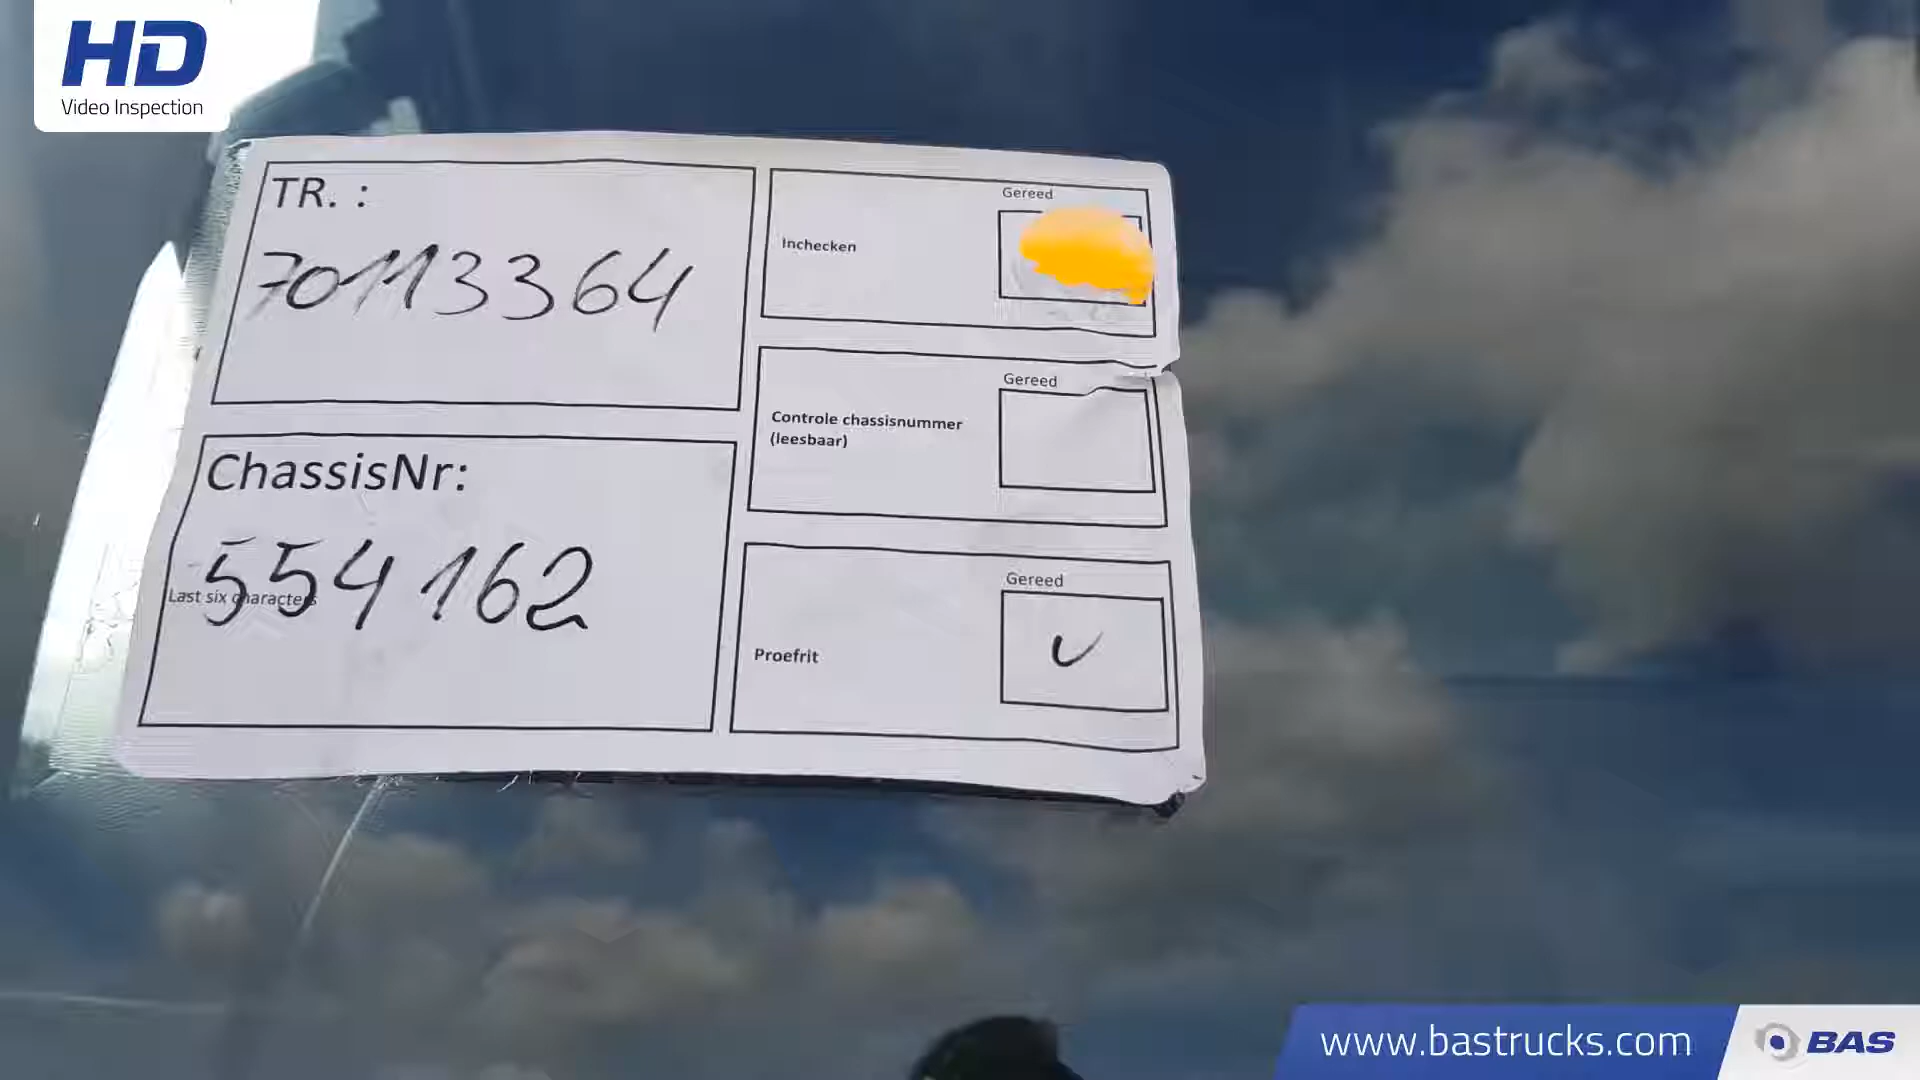 HD
Video Inspection
TR. :
70113364
ChassisNr:
554162
Last six characters
Gereed
Inchecken
Gereed
Controle chassisnummer
(leesbaar)
Gereed
Proefrit
www.bastrucks.com
BAS